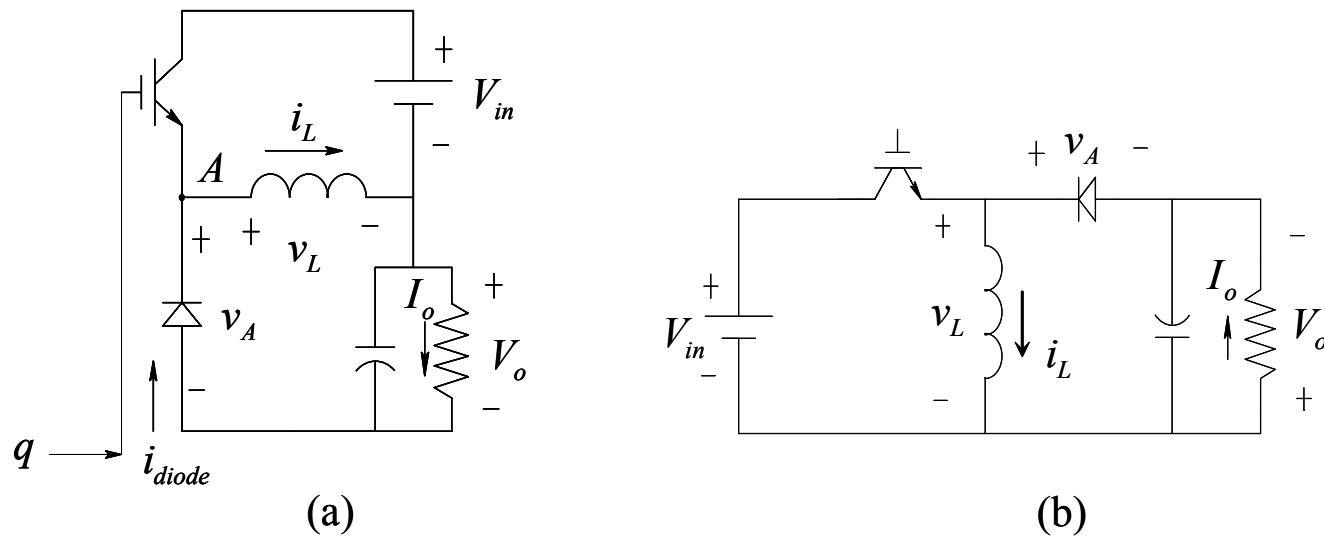 +
V_in
−
i_L
A
+
+
v_L
−
v_A
−
I_o
+
V_o
−
q
i_diode
(a)
+
v_A
−
+
−
+
V_in
−
v_L
i_L
−
I_o
V_o
+
(b)